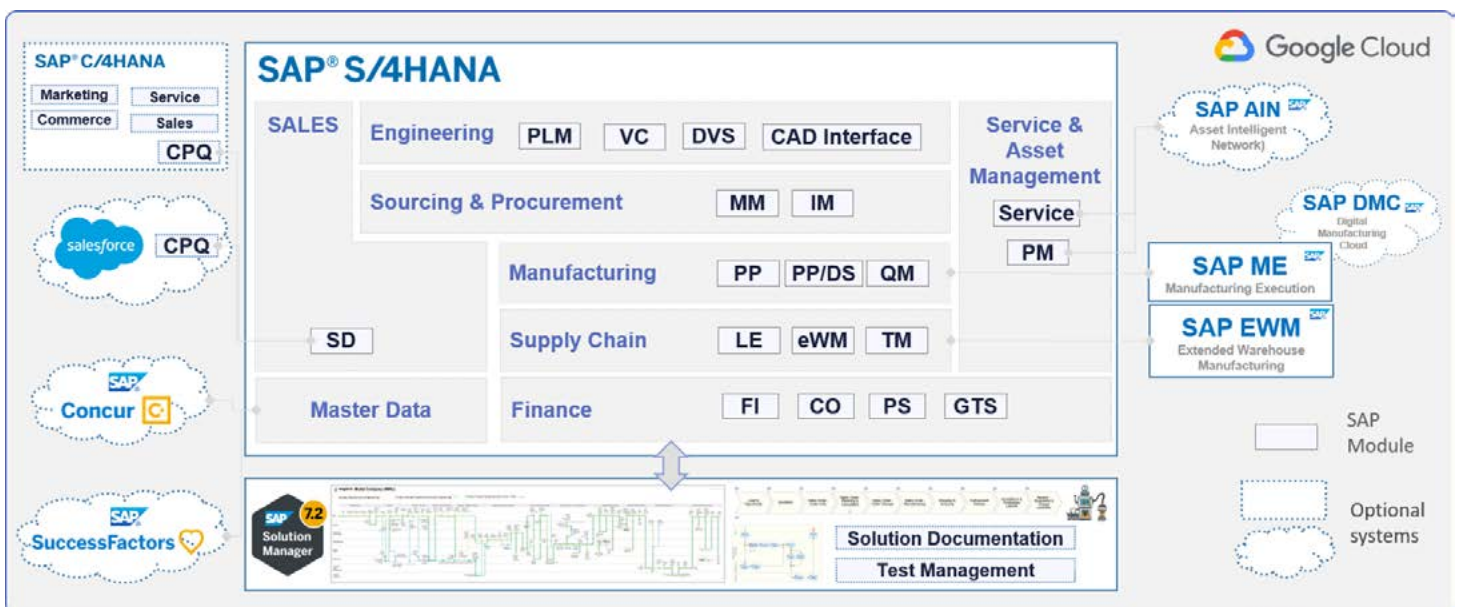 SAP® C/4HANA
Marketing
Service
Commerce
Sales
CPQ
salesforce
CPQ
SAP
Concur C.
SAP
SuccessFactors
SAP® S/4HANA
SALES
SD
Engineering
PLM
VC
DVS
CAD Interface
Sourcing & Procurement
MM
IM
Manufacturing
PP
PP/DS
QM
Supply Chain
LE
eWM
TM
Master Data
Finance
FI
CO
PS
GTS
Service &
Asset
Management
Service
PM
Google Cloud
SAP AIN SAP
Asset Intelligent
Network)
SAP DMC SAP
Digital
Manufacturing
Cloud
SAP ME SAP
Manufacturing Execution
SAP EWM SAP
Extended Warehouse
Manufacturing
SAP
Module
Optional
systems
SAP 7.2
Solution
Manager
Solution Documentation
Test Management